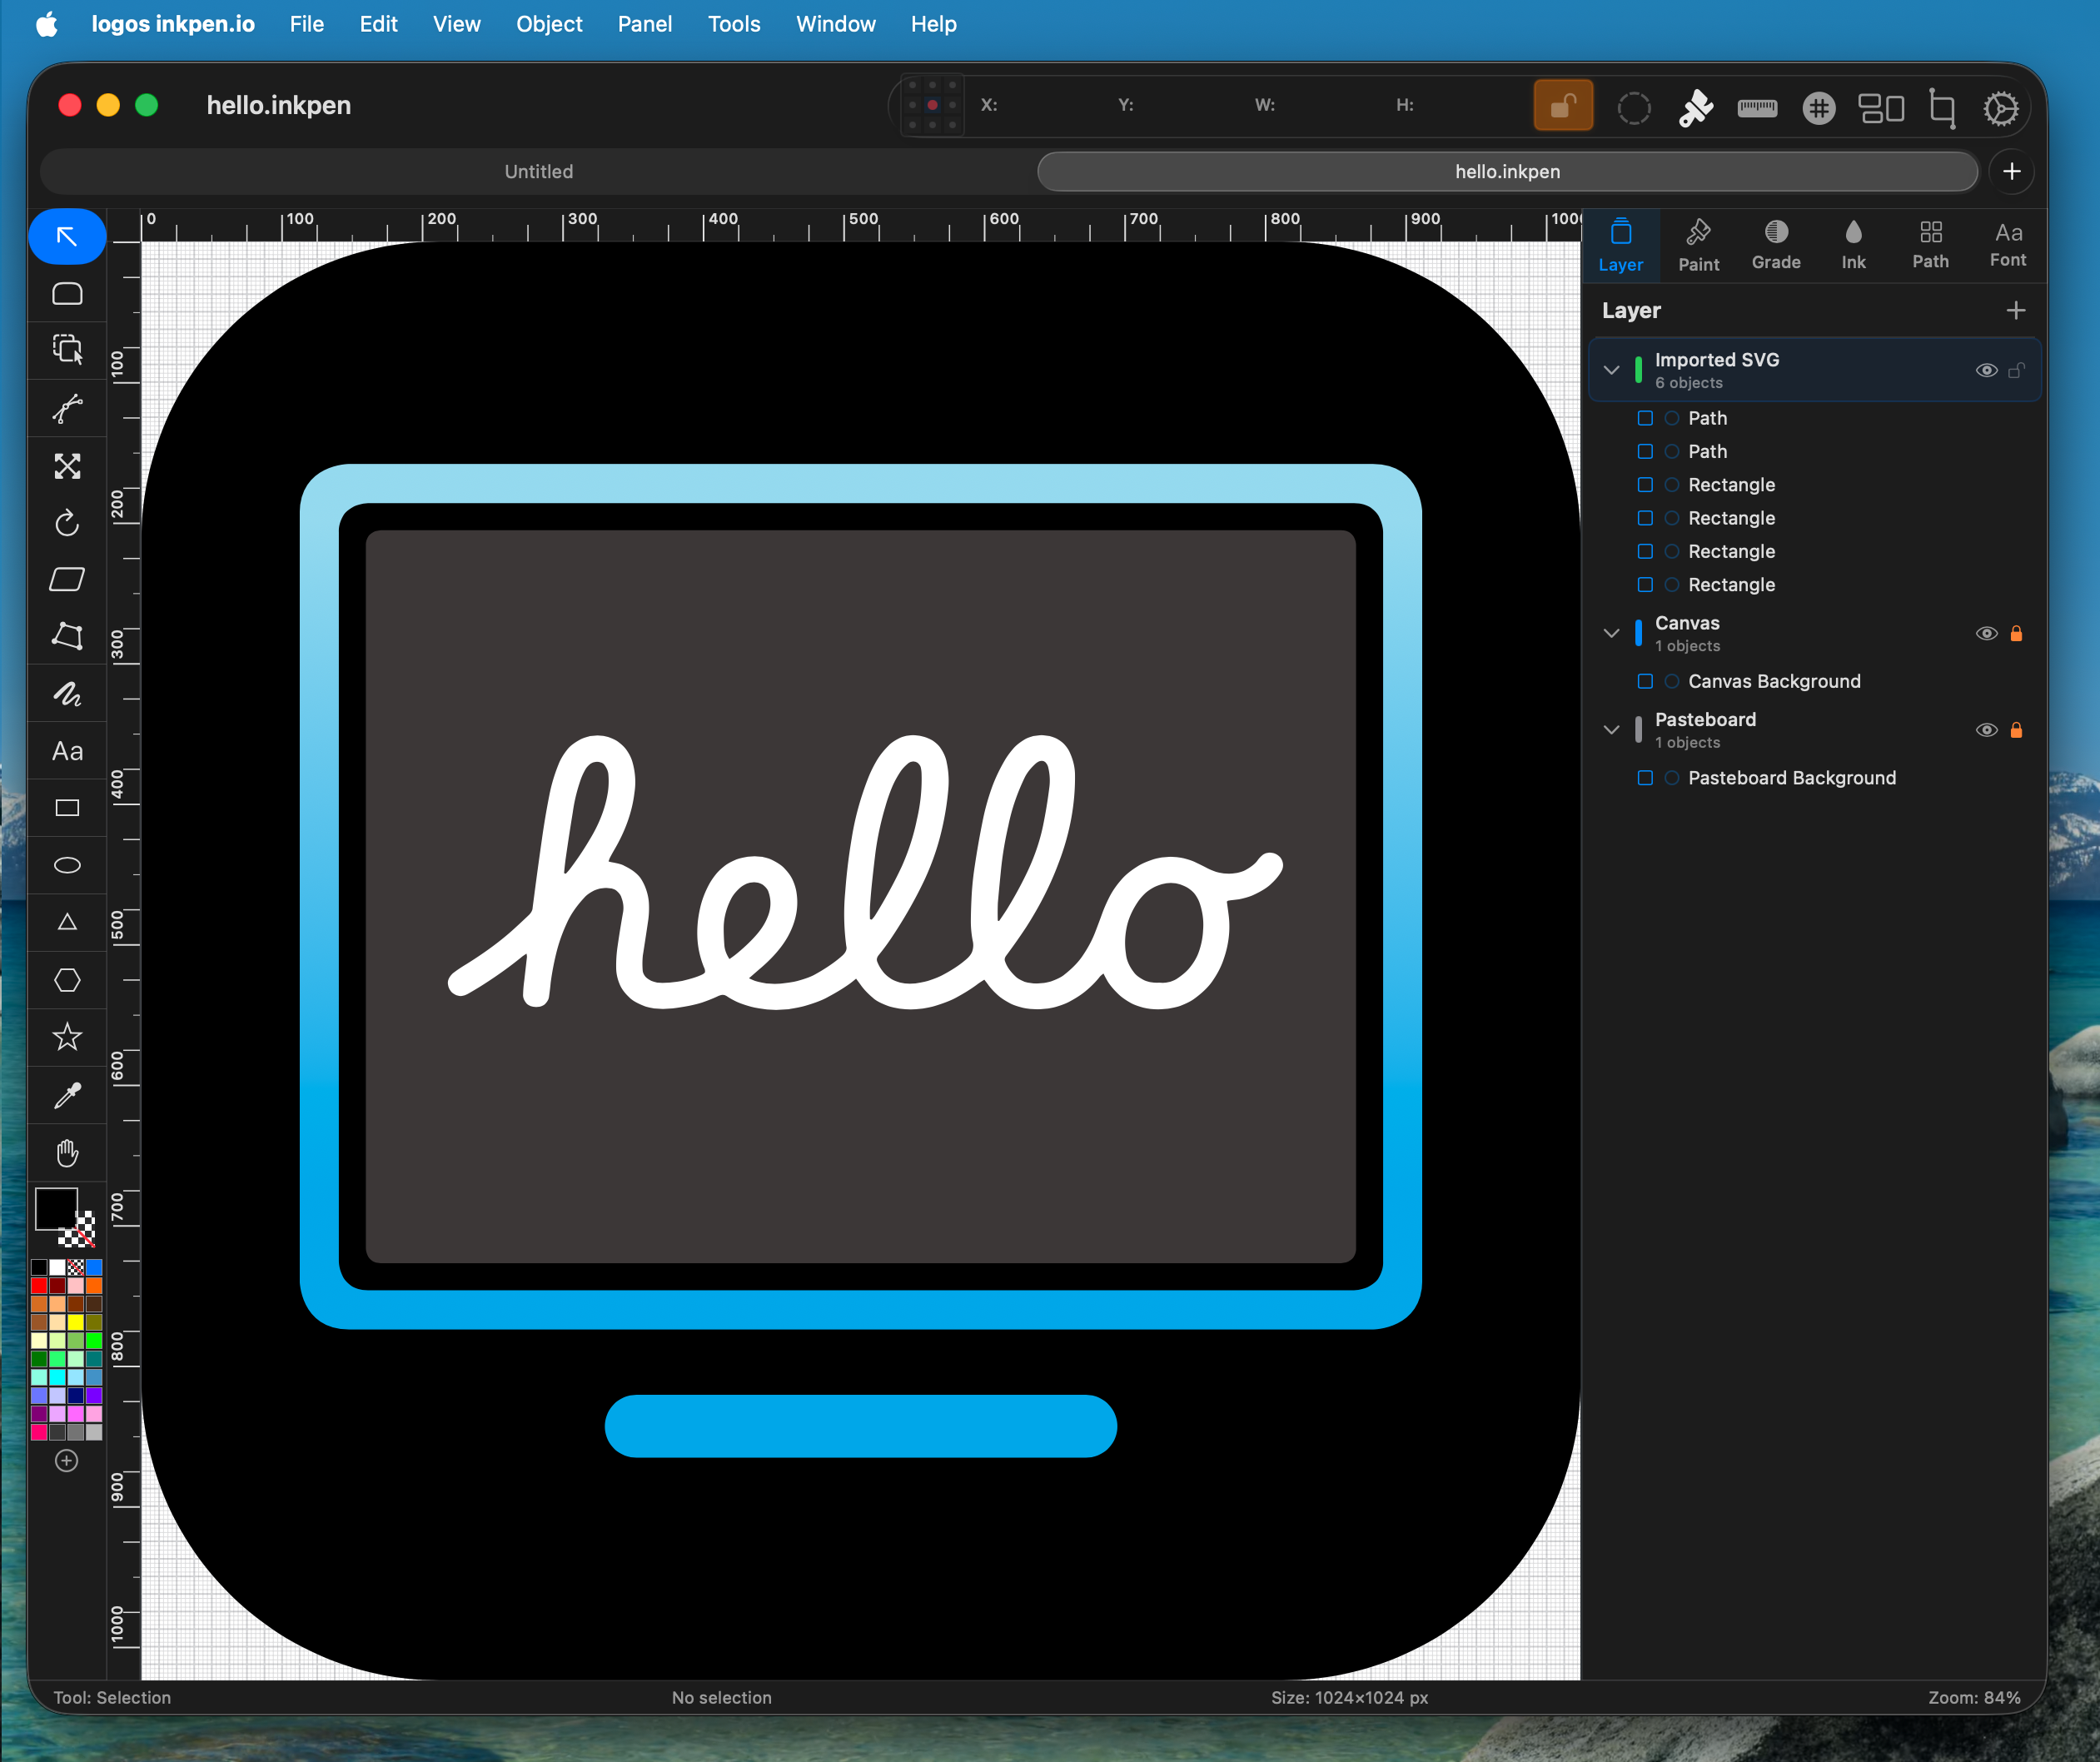 logos inkpen.io File Edit View Object Panel Tools Window Help
hello.inkpen
X: Y: W: H:
Untitled
hello.inkpen
0 100 200 300 400 500 600 700 800 900 1000
100
200
300
400
500
600
700
800
900
1000
Aa
hello
Layer Paint Grade Ink Path Aa Font
Layer
Imported SVG
6 objects
Path
Path
Rectangle
Rectangle
Rectangle
Rectangle
Canvas
1 objects
Canvas Background
Pasteboard
1 objects
Pasteboard Background
Tool: Selection
No selection
Size: 1024×1024 px
Zoom: 84%